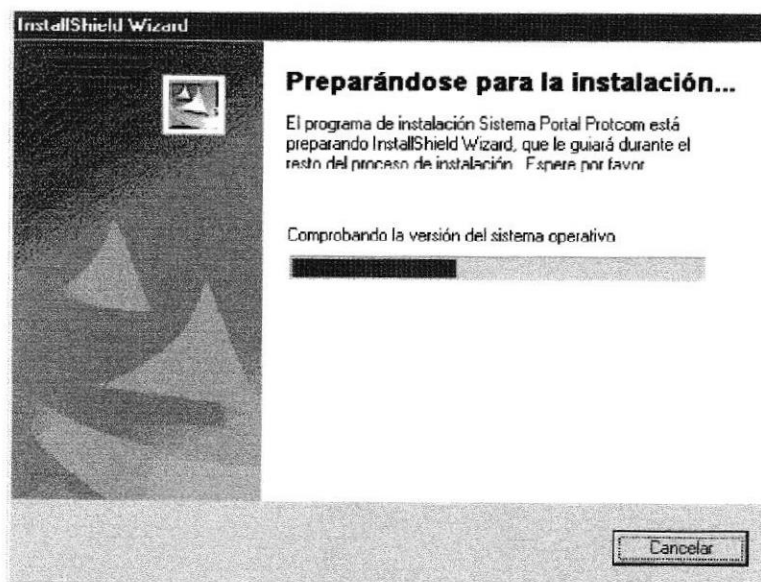 InstallShield Wizard
Preparándose para la instalación...
El programa de instalación Sistema Portal Protcom está
preparando InstallShield Wizard, que le guiará durante el
resto del proceso de instalación. Espere por favor
Comprobando la versión del sistema operativo
Cancelar